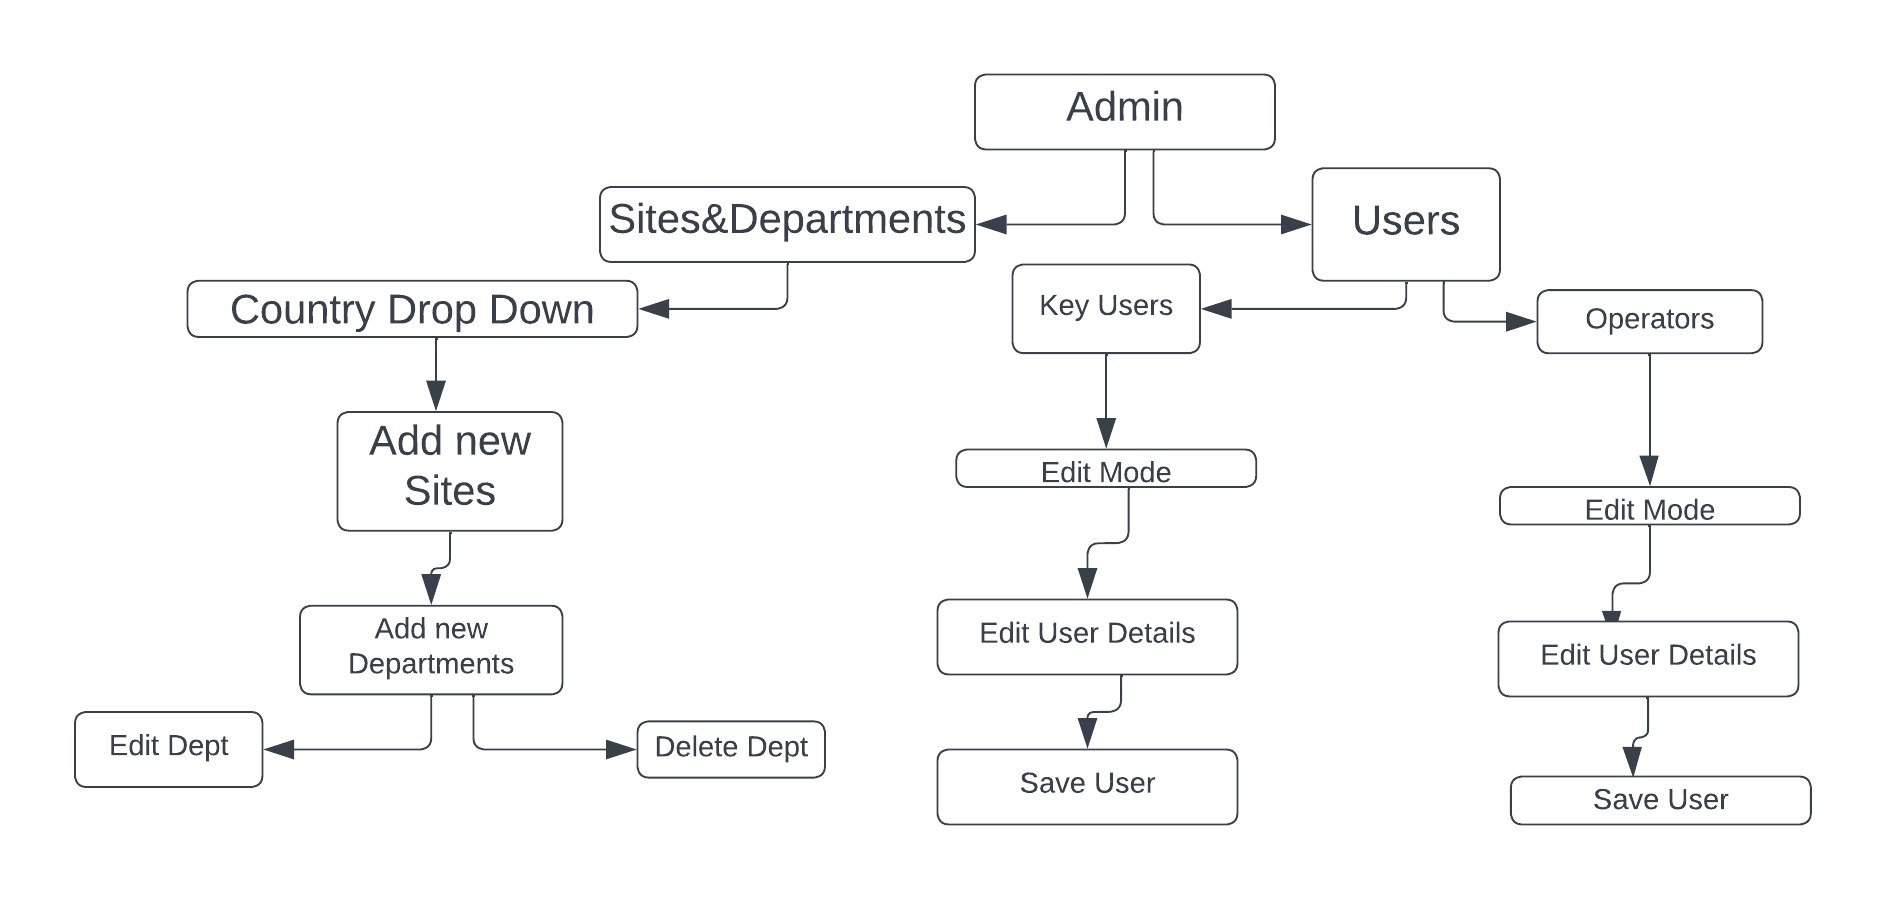 Admin
Sites&Departments
Users
Country Drop Down
Key Users
Operators
Add new
Sites
Edit Mode
Edit Mode
Add new
Departments
Edit User Details
Edit User Details
Edit Dept
Delete Dept
Save User
Save User